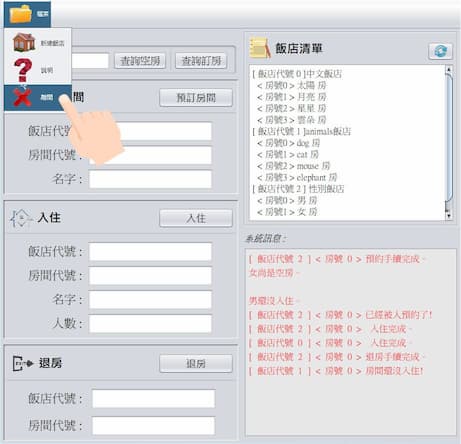 檔案
新建飯店
說明
離開
查詢空房
查詢訂房
間
預訂房間
飯店代號
房間代號：
名字：
入住
入住
飯店代號：
房間代號：
名字：
人數：
退房
退房
飯店代號：
房間代號：
飯店清單
[ 飯店代號 0 ]中文飯店
< 房號0 > 太陽 房
< 房號1 > 月亮 房
< 房號2 > 星星 房
< 房號3 > 雲朵 房
[ 飯店代號 1 ]animals飯店
< 房號0 > dog 房
< 房號1 > cat 房
< 房號2 > mouse 房
< 房號3 > elephant 房
[ 飯店代號 2 ] 性別飯店
< 房號0 > 男 房
< 房號1 > 女 房
系統訊息：
[ 飯店代號 2 ] < 房號 0 > 預約手續完成。
女尚是空房。
男還沒入住。
[ 飯店代號 2 ] < 房號 0 > 已經被人預約了!
[ 飯店代號 2 ] < 房號 0 > 入住完成。
[ 飯店代號 0 ] < 房號 0 > 入住完成。
[ 飯店代號 2 ] < 房號 0 > 退房手續完成。
[ 飯店代號 1 ] < 房號 0 > 房間還沒入住!